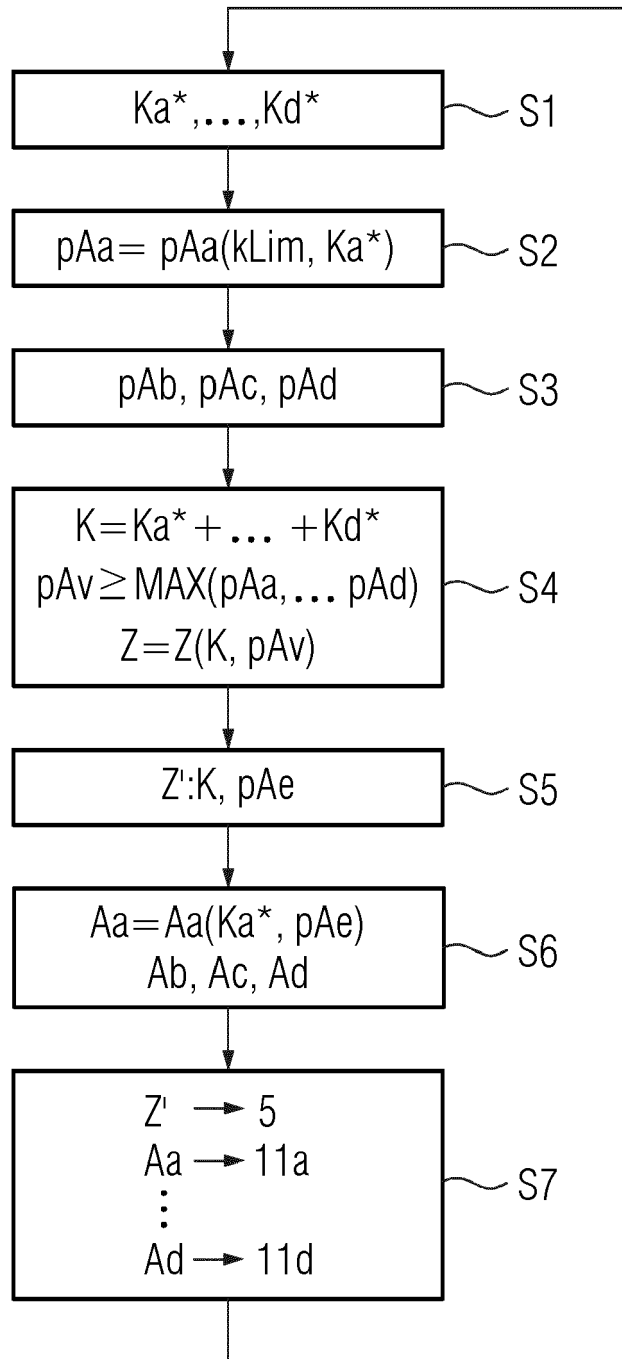 Ka*,...,Kd*
S1
pAa= pAa(kLim, Ka*)
S2
pAb, pAc, pAd
S3
K=Ka*+ ... +Kd*
pAv≧MAX(pAa,... pAd)
Z=Z(K, pAv)
S4
Z':K, pAe
S5
Aa=Aa(Ka*, pAe)
Ab, Ac, Ad
S6
Z' → 5
Aa → 11a
⋮
Ad → 11d
S7